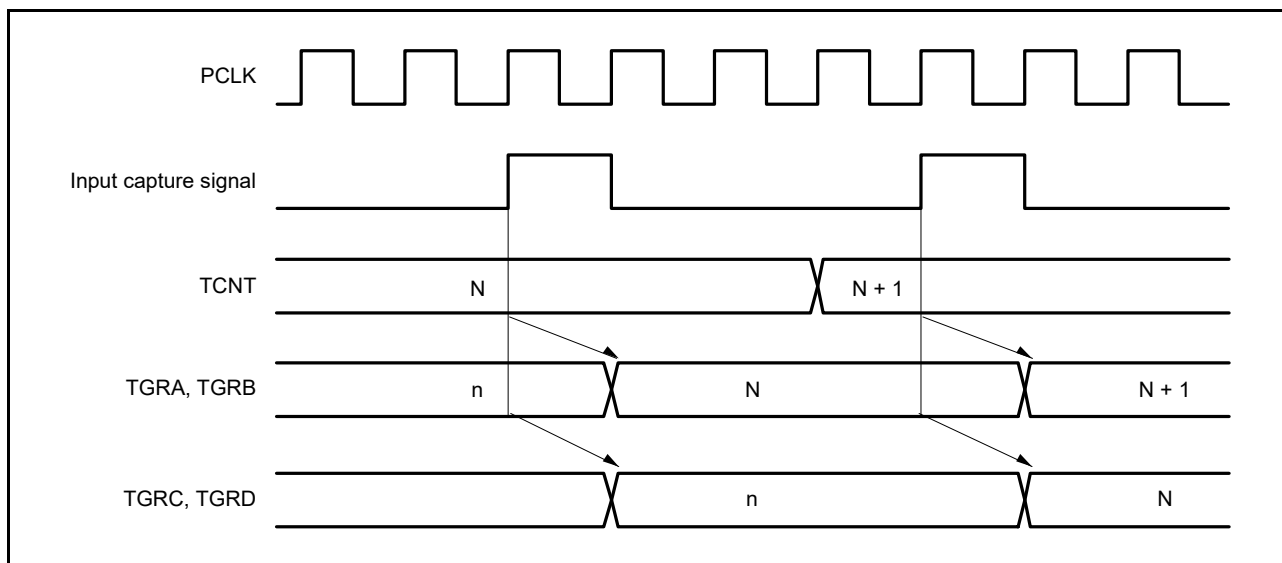 PCLK
Input capture signal
TCNT
N
N + 1
TGRA, TGRB
n
N
N + 1
TGRC, TGRD
n
N